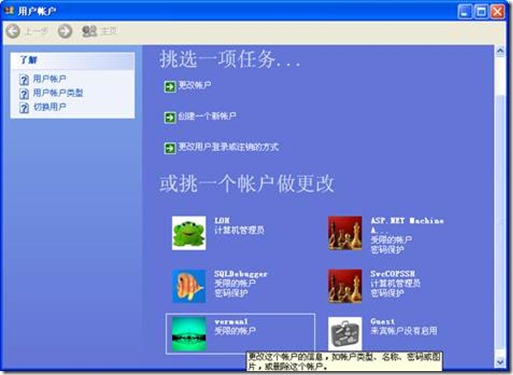 用户帐户
上一步
主页
了解
用户帐户
用户帐户类型
切换用户
挑选一项任务...
更改帐户
创建一个新帐户
更改用户登录或注销的方式
或挑一个帐户做更改
LOH
计算机管理员
ASP.NET Machine
A...
受限的帐户
密码保护
SQLDebugger
受限的帐户
密码保护
SvcCOPSSH
计算机管理员
密码保护
vermanl
受限的帐户
Guest
来宾帐户没有启用
更改这个帐户的信息，如帐户类型、名称、密码或图
片，或删除这个帐户。